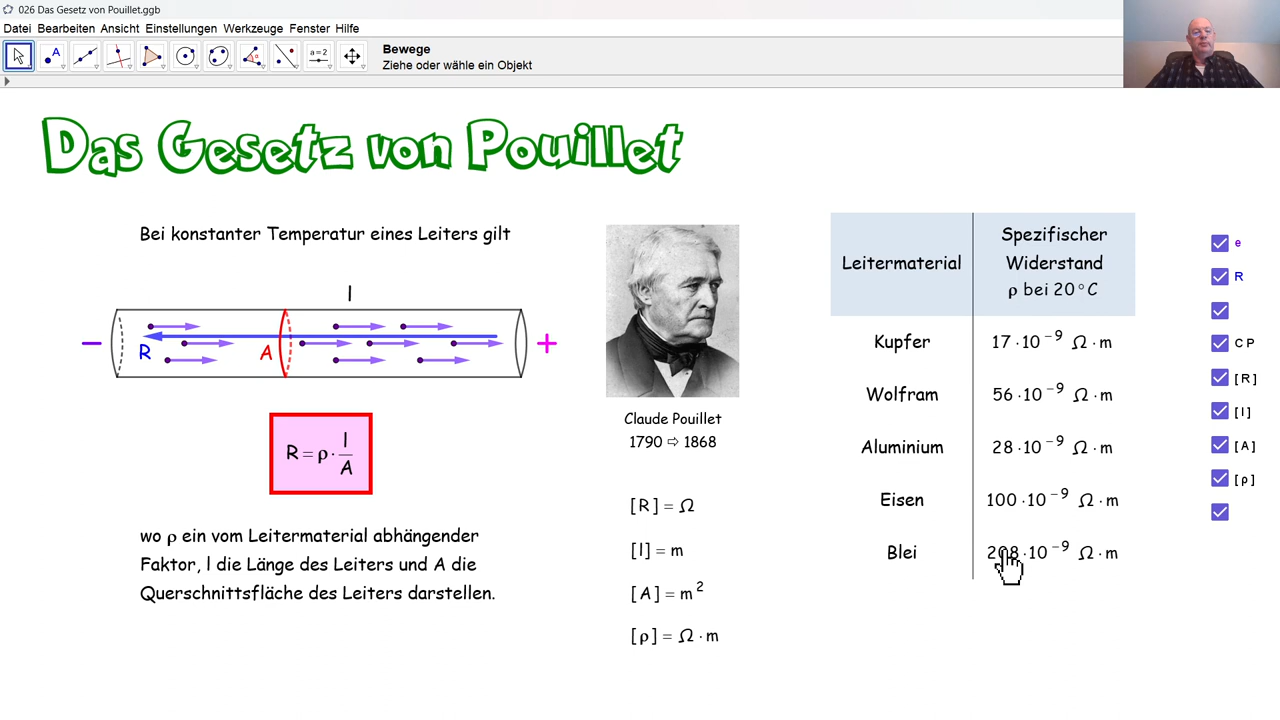 026 Das Gesetz von Pouillet.ggb
Datei Bearbeiten Ansicht Einstellungen Werkzeuge Fenster Hilfe
A
a=2
Bewege
Ziehe oder wähle ein Objekt
Das Gesetz von Pouillet
Bei konstanter Temperatur eines Leiters gilt
l
− R A +
R = ρ · l/A
wo ρ ein vom Leitermaterial abhängender
Faktor, l die Länge des Leiters und A die
Querschnittsfläche des Leiters darstellen.
Claude Pouillet
1790 ⇨ 1868
[R] = Ω
[l] = m
[A] = m²
[ρ] = Ω · m
Leitermaterial
Spezifischer
Widerstand
ρ bei 20°C
Kupfer 17 · 10⁻⁹ Ω · m
Wolfram 56 · 10⁻⁹ Ω · m
Aluminium 28 · 10⁻⁹ Ω · m
Eisen 100 · 10⁻⁹ Ω · m
Blei 208 · 10⁻⁹ Ω · m
e
R
C P
[R]
[l]
[A]
[ρ]